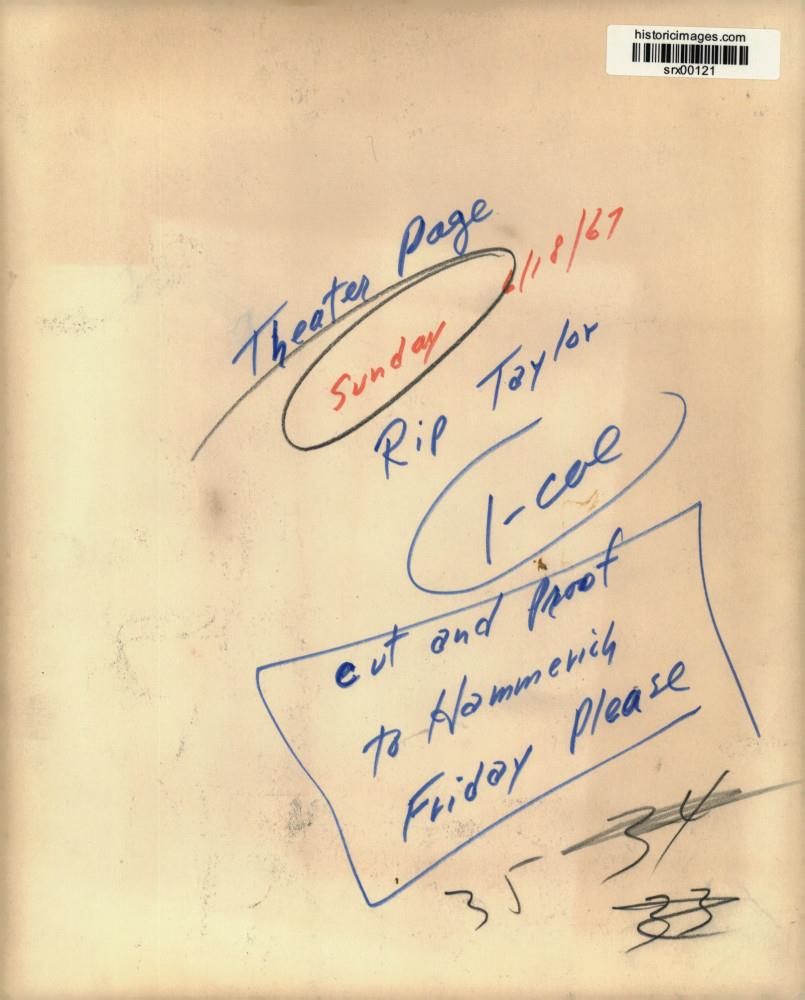 historicimages.com
srx00121
Theater Page
Sunday 6/18/67
Rip Taylor
1-col
cut and Proof
to Hammerich
Friday Please
34
35
33